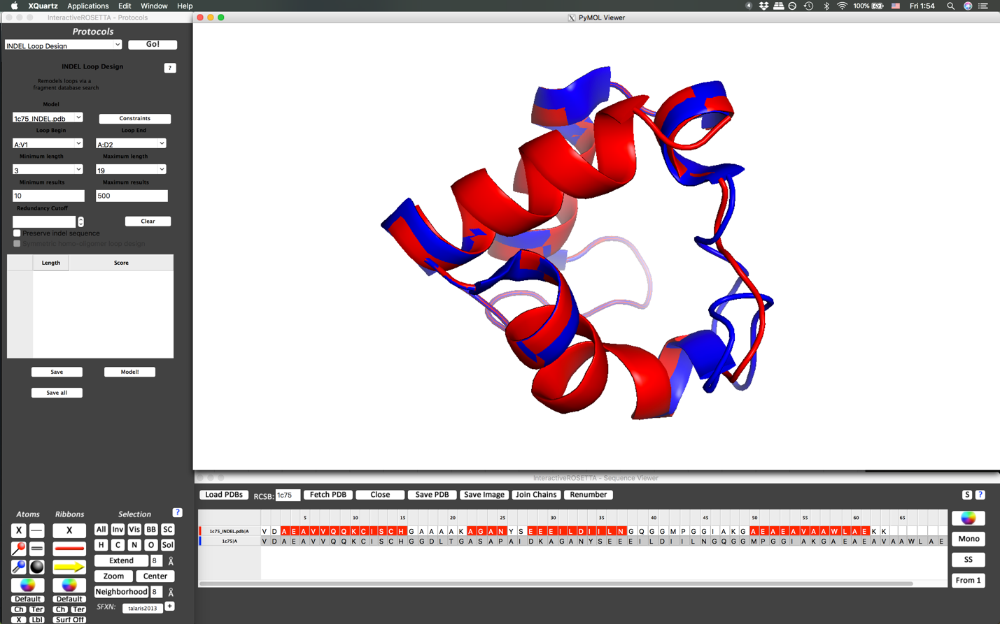 XQuartz Applications Edit Window Help 4 100% Fri 1:54
InteractiveROSETTA - Protocols
PyMOL Viewer
Protocols
INDEL Loop Design Go!
INDEL Loop Design ?
Remodels loops via a
fragment database search
Model
1c75_INDEL.pdb Constraints
Loop Begin Loop End
A:V1 A:D2
Minimum length Maximum length
3 19
Minimum results Maximum results
10 500
Redundancy Cutoff
Clear
Preserve indel sequence
Symmetric homo-oligomer loop design
Length Score
Save Model!
Save all
InteractiveROSETTA - Sequence Viewer
Load PDBs RCSB: 1c75 Fetch PDB Close Save PDB Save Image Join Chains Renumber S ?
5 10 15 20 25 30 35 40 45 50 55 60 65
1c75_INDEL.pdb|A V D A E A V V Q Q K C I S C H G A A A A K A G A N Y S E E E I L D I I L N G Q G G M P G G I A K G A E A E A V A A W L A E K K
1c75|A V D A E A V V Q Q K C I S C H G G D L T G A S A P A I D K A G A N Y S E E E I L D I I L N G Q G G M P G G I A K G A E A E A V A A W L A E
Mono
SS
From 1
Atoms Ribbons Selection ?
X X All Inv Vis BB SC
H C N O Sol
Extend 8 Å
Zoom Center
Neighborhood 8 Å
Default Default
SFXN: talaris2013 +
Ch Ter Ch Ter
X Lbl Surf Off